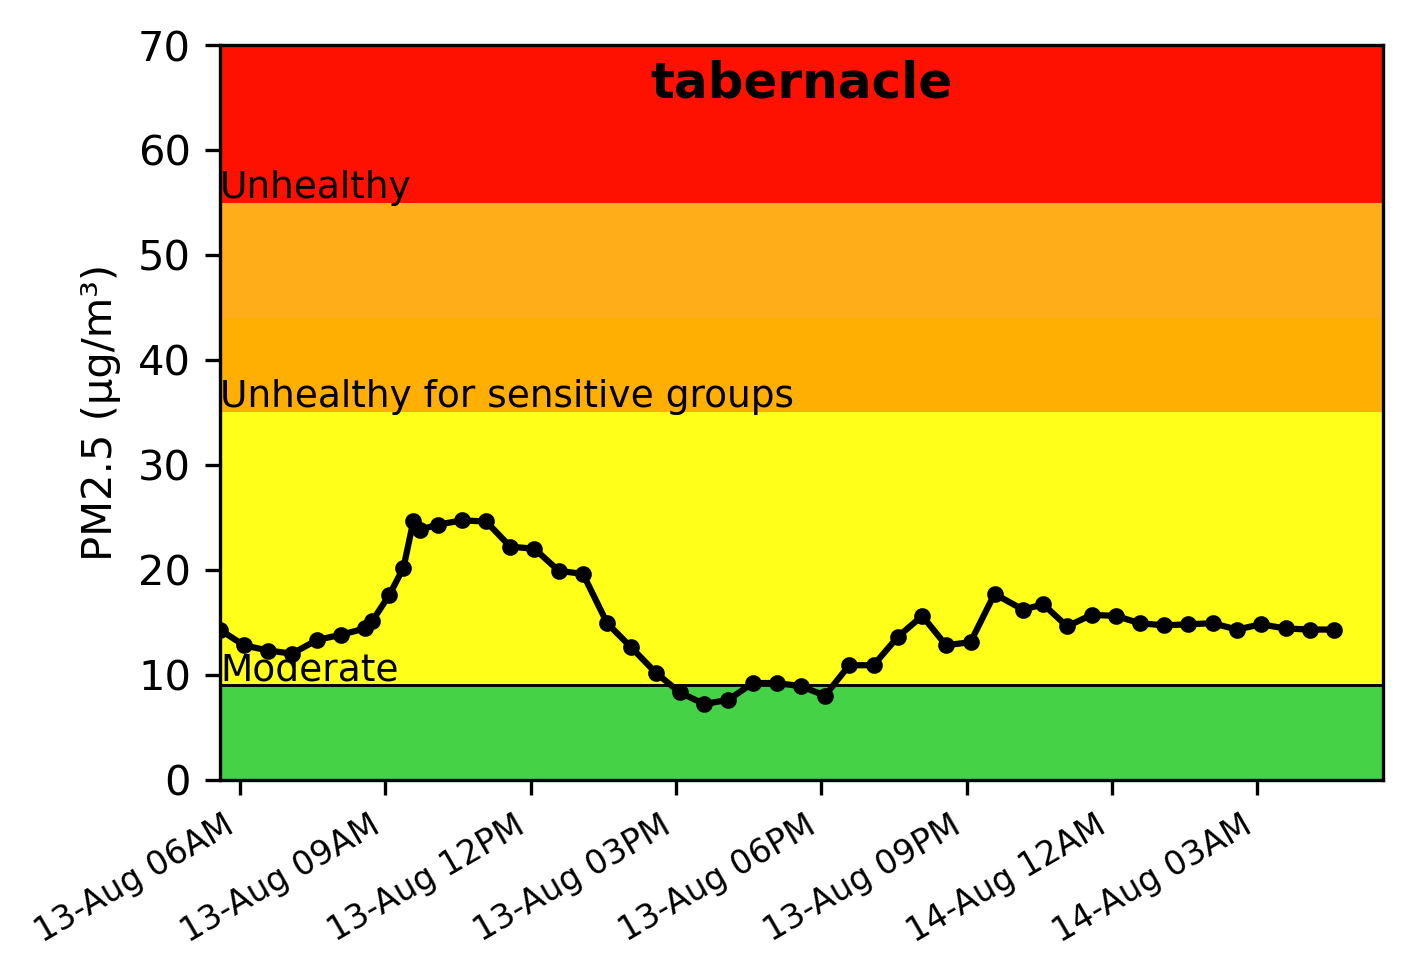 tabernacle
70
60
Unhealthy
50
40
Unhealthy for sensitive groups
30
20
10
Moderate
0
PM2.5 (µg/m³)
13-Aug 06AM
13-Aug 09AM
13-Aug 12PM
13-Aug 03PM
13-Aug 06PM
13-Aug 09PM
14-Aug 12AM
14-Aug 03AM